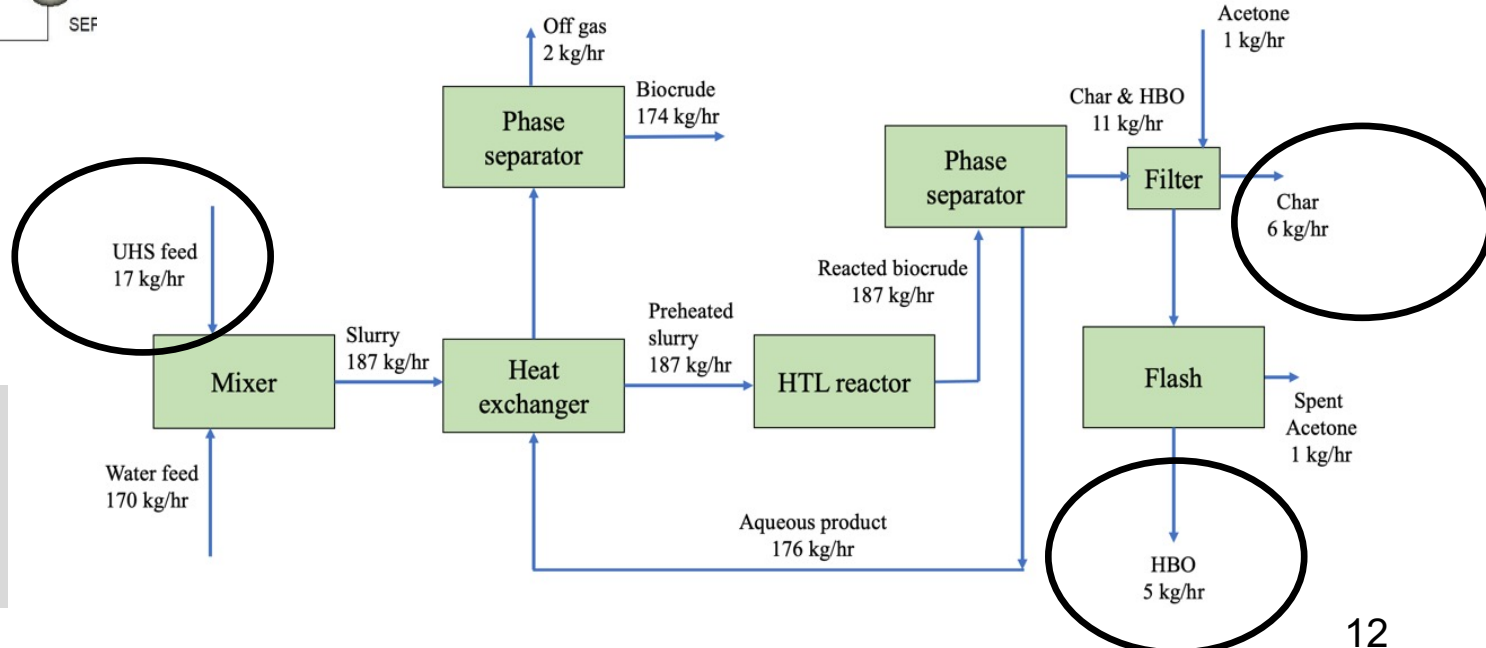 SEP
Off gas
2 kg/hr
Acetone
1 kg/hr
Phase
separator
Biocrude
174 kg/hr
Char & HBO
11 kg/hr
Phase
separator
Filter
Char
6 kg/hr
UHS feed
17 kg/hr
Reacted biocrude
187 kg/hr
Mixer
Slurry
187 kg/hr
Heat
exchanger
Preheated
slurry
187 kg/hr
HTL reactor
Flash
Spent
Acetone
1 kg/hr
Water feed
170 kg/hr
Aqueous product
176 kg/hr
HBO
5 kg/hr
12